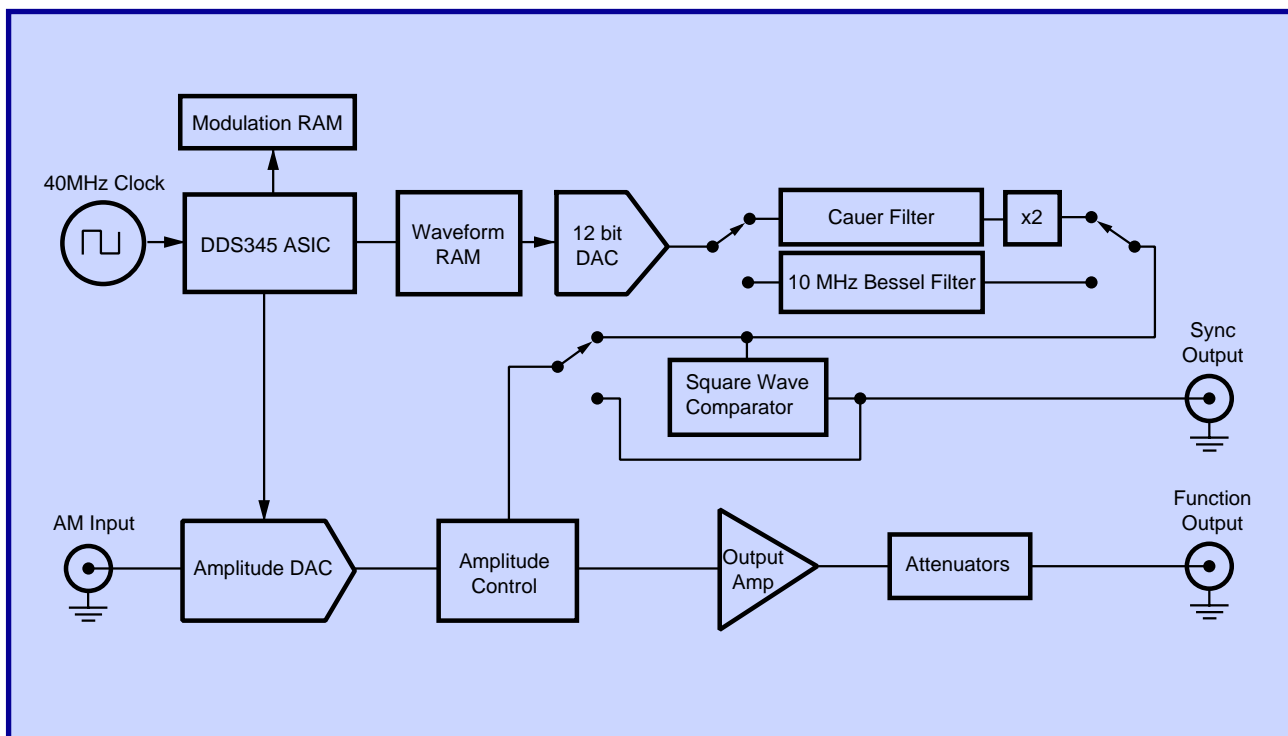 Modulation RAM
40MHz Clock
DDS345 ASIC
Waveform
RAM
12 bit
DAC
Cauer Filter
x2
10 MHz Bessel Filter
Sync
Output
Square Wave
Comparator
AM Input
Amplitude DAC
Amplitude
Control
Output
Amp
Attenuators
Function
Output